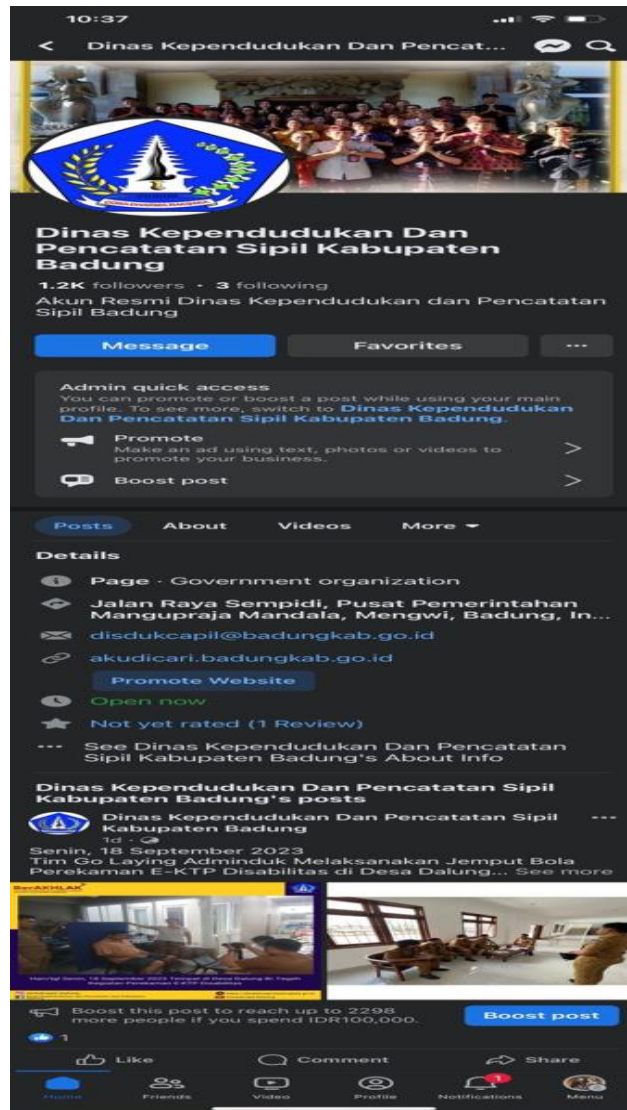 10:37
Dinas Kependudukan Dan Pencat...
Dinas Kependudukan Dan
Pencatatan Sipil Kabupaten
Badung
1.2K followers · 3 following
Akun Resmi Dinas Kependudukan dan Pencatatan
Sipil Badung
Message
Favorites
Admin quick access
You can promote or boost a post while using your main
profile. To see more, switch to Dinas Kependudukan
Dan Pencatatan Sipil Kabupaten Badung.
Promote
Make an ad using text, photos or videos to
promote your business.
Boost post
Posts About Videos More
Details
Page · Government organization
Jalan Raya Sempidi, Pusat Pemerintahan
Mangupraja Mandala, Mengwi, Badung, In...
disdukcapil@badungkab.go.id
akudicari.badungkab.go.id
Promote Website
Open now
Not yet rated (1 Review)
See Dinas Kependudukan Dan Pencatatan
Sipil Kabupaten Badung's About Info
Dinas Kependudukan Dan Pencatatan Sipil
Kabupaten Badung's posts
Dinas Kependudukan Dan Pencatatan Sipil
Kabupaten Badung
1d
Senin, 18 September 2023
Tim Go Laying Adminduk Melaksanakan Jemput Bola
Perekaman E-KTP Disabilitas di Desa Dalung... See more
BerAKHLAK
Boost this post to reach up to 2298
more people if you spend IDR100,000.
Boost post
1
Like Comment Share
1
Home Friends Video Profile Notifications Menu